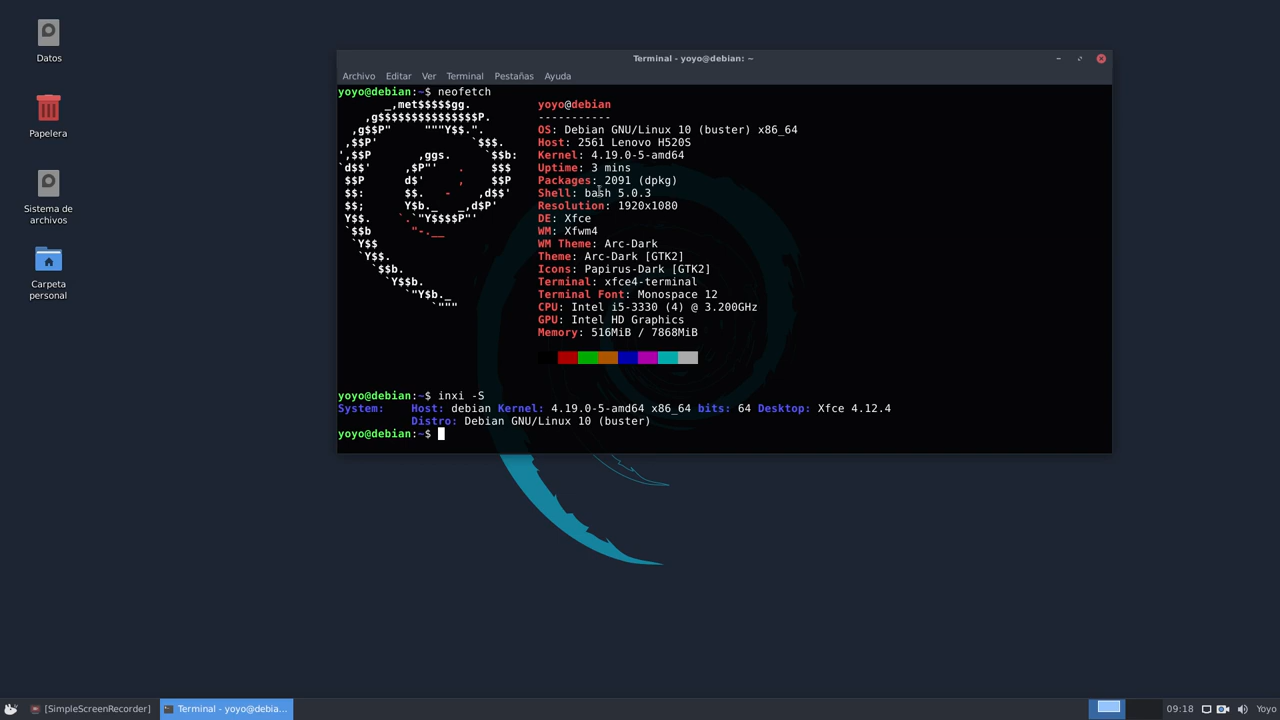 Datos
Papelera
Sistema de
archivos
Carpeta
personal
Terminal - yoyo@debian: ~
Archivo Editar Ver Terminal Pestañas Ayuda
yoyo@debian:~$ neofetch
yoyo@debian
-----------
OS: Debian GNU/Linux 10 (buster) x86_64
Host: 2561 Lenovo H520S
Kernel: 4.19.0-5-amd64
Uptime: 3 mins
Packages: 2091 (dpkg)
Shell: bash 5.0.3
Resolution: 1920x1080
DE: Xfce
WM: Xfwm4
WM Theme: Arc-Dark
Theme: Arc-Dark [GTK2]
Icons: Papirus-Dark [GTK2]
Terminal: xfce4-terminal
Terminal Font: Monospace 12
CPU: Intel i5-3330 (4) @ 3.200GHz
GPU: Intel HD Graphics
Memory: 516MiB / 7868MiB
yoyo@debian:~$ inxi -S
System: Host: debian Kernel: 4.19.0-5-amd64 x86_64 bits: 64 Desktop: Xfce 4.12.4
Distro: Debian GNU/Linux 10 (buster)
yoyo@debian:~$
[SimpleScreenRecorder]
Terminal - yoyo@debia...
09:18
Yoyo